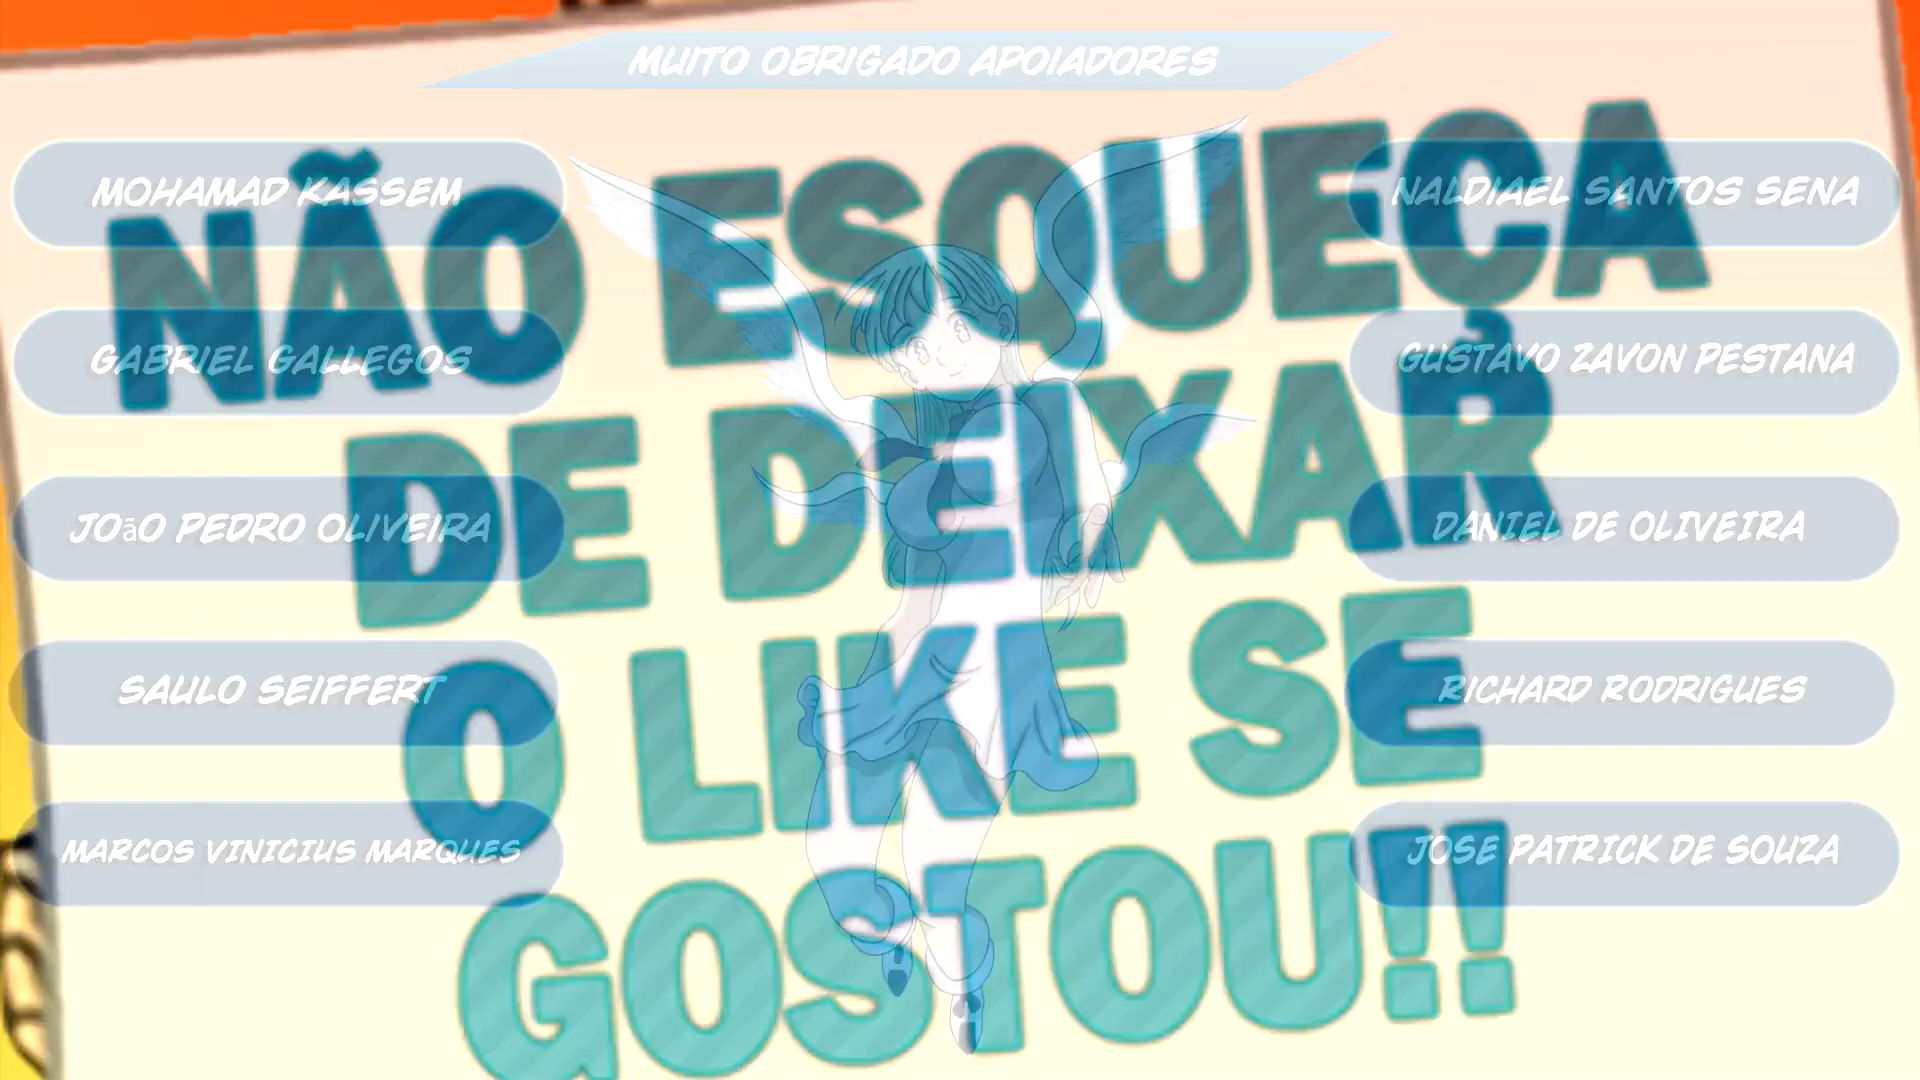 MUITO OBRIGADO APOIADORES
NÃO ESQUEÇA
DE DEIXAR
O LIKE SE
GOSTOU!!
MOHAMAD KASSEM
GABRIEL GALLEGOS
JOãO PEDRO OLIVEIRA
SAULO SEIFFERT
MARCOS VINICIUS MARQUES
NALDIAEL SANTOS SENA
GUSTAVO ZAVON PESTANA
DANIEL DE OLIVEIRA
RICHARD RODRIGUES
JOSE PATRICK DE SOUZA